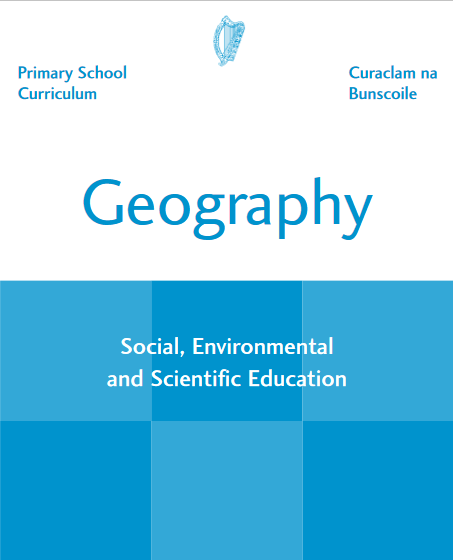 Primary School
Curriculum
Curaclam na
Bunscoile
Geography
Social, Environmental
and Scientific Education